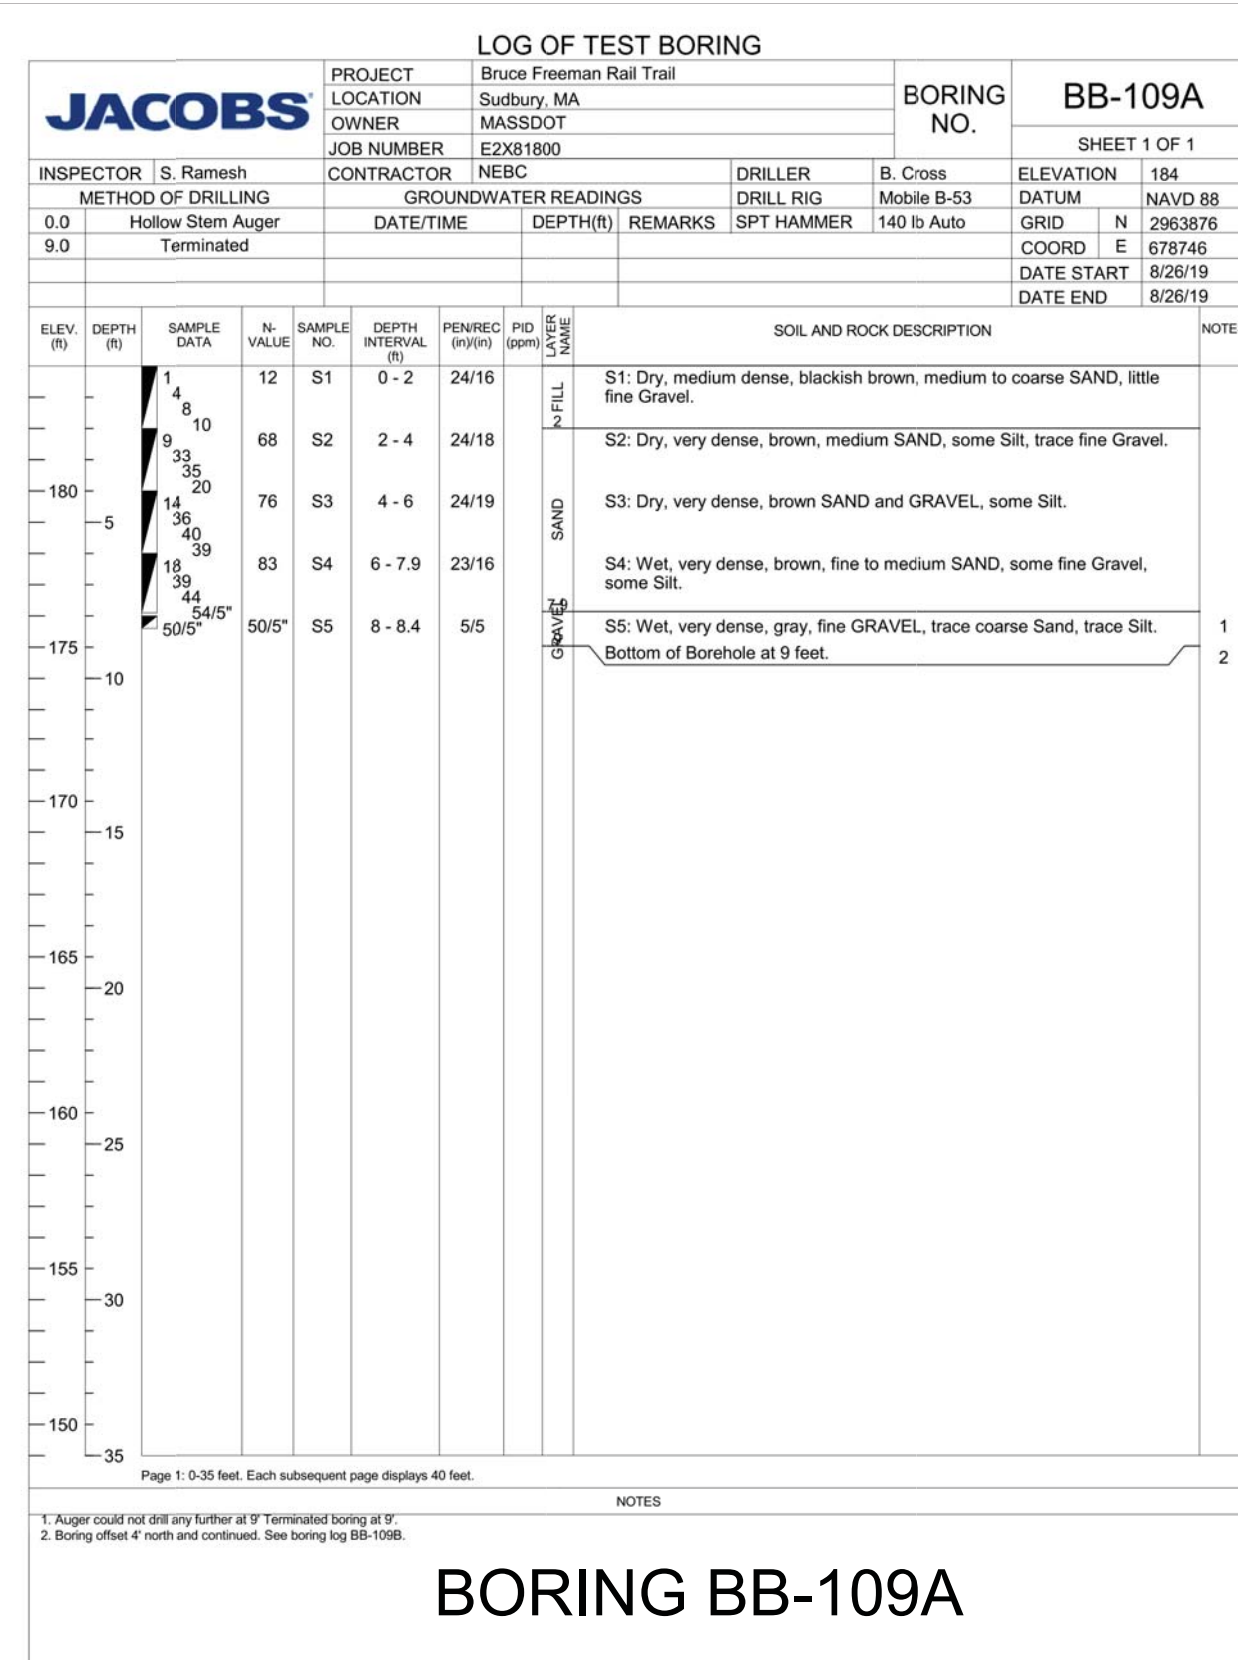 LOG OF TEST BORING
JACOBS
PROJECT Bruce Freeman Rail Trail
LOCATION Sudbury, MA
OWNER MASSDOT
JOB NUMBER E2X81800
BORING NO.
BB-109A
SHEET 1 OF 1
INSPECTOR S. Ramesh CONTRACTOR NEBC DRILLER B. Cross ELEVATION 184
METHOD OF DRILLING GROUNDWATER READINGS DRILL RIG Mobile B-53 DATUM NAVD 88
0.0 Hollow Stem Auger DATE/TIME DEPTH(ft) REMARKS SPT HAMMER 140 lb Auto GRID N 2963876
9.0 Terminated COORD E 678746
DATE START 8/26/19
DATE END 8/26/19
ELEV. (ft) DEPTH (ft) SAMPLE DATA N-VALUE SAMPLE NO. DEPTH INTERVAL (ft) PEN/REC (in)/(in) PID (ppm) LAYER NAME SOIL AND ROCK DESCRIPTION NOTE
1 12 S1 0 - 2 24/16 FILL S1: Dry, medium dense, blackish brown, medium to coarse SAND, little
4 fine Gravel.
8
10 2
9 68 S2 2 - 4 24/18 S2: Dry, very dense, brown, medium SAND, some Silt, trace fine Gravel.
33
35
180 20
14 76 S3 4 - 6 24/19 SAND S3: Dry, very dense, brown SAND and GRAVEL, some Silt.
5 36
40
39
18 83 S4 6 - 7.9 23/16 S4: Wet, very dense, brown, fine to medium SAND, some fine Gravel,
39 some Silt.
44
54/5" 7.9
50/5" 50/5" S5 8 - 8.4 5/5 GRAVEL S5: Wet, very dense, gray, fine GRAVEL, trace coarse Sand, trace Silt. 1
175 9 Bottom of Borehole at 9 feet. 2
10
170
15
165
20
160
25
155
30
150
35
Page 1: 0-35 feet. Each subsequent page displays 40 feet.
NOTES
1. Auger could not drill any further at 9' Terminated boring at 9'.
2. Boring offset 4' north and continued. See boring log BB-109B.
BORING BB-109A